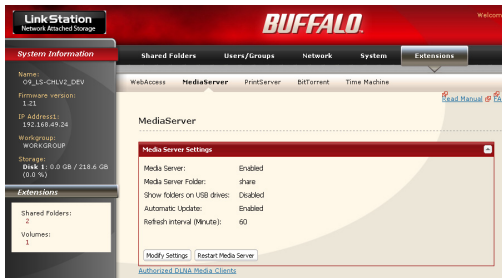 LinkStation
Network Attached Storage
BUFFALO
Welcom
System Information
Shared Folders Users/Groups Network System Extensions
Name:
09_LS-CHLV2_DEV
WebAccess MediaServer PrintServer BitTorrent Time Machine
Firmware version:
1.21
Read Manual FA
IP Address1:
192.168.49.24
MediaServer
Workgroup:
WORKGROUP
Storage:
Disk 1: 0.0 GB / 218.6 GB
(0.0 %)
Media Server Settings
Media Server: Enabled
Media Server Folder: share
Show folders on USB drives: Disabled
Automatic Update: Enabled
Refresh interval (Minute): 60
Extensions
Shared Folders:
2
Volumes:
1
Modify Settings Restart Media Server
Authorized DLNA Media Clients